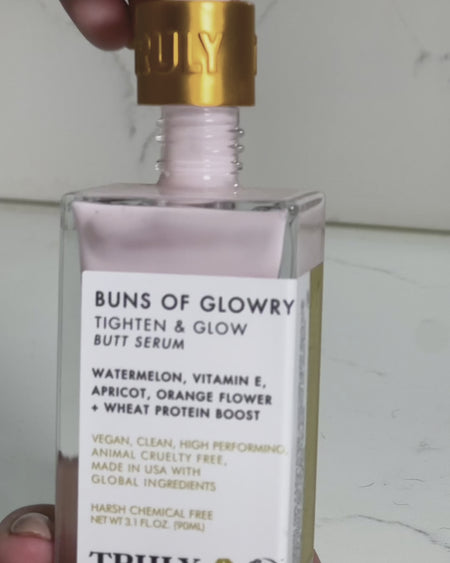 TRULY
BUNS OF GLOWRY
TIGHTEN & GLOW
BUTT SERUM
WATERMELON, VITAMIN E,
APRICOT, ORANGE FLOWER
+ WHEAT PROTEIN BOOST
VEGAN, CLEAN, HIGH PERFORMING,
ANIMAL CRUELTY FREE,
MADE IN USA WITH
GLOBAL INGREDIENTS
HARSH CHEMICAL FREE
NET WT 3.1 FL.OZ. (90ML)
TRULY